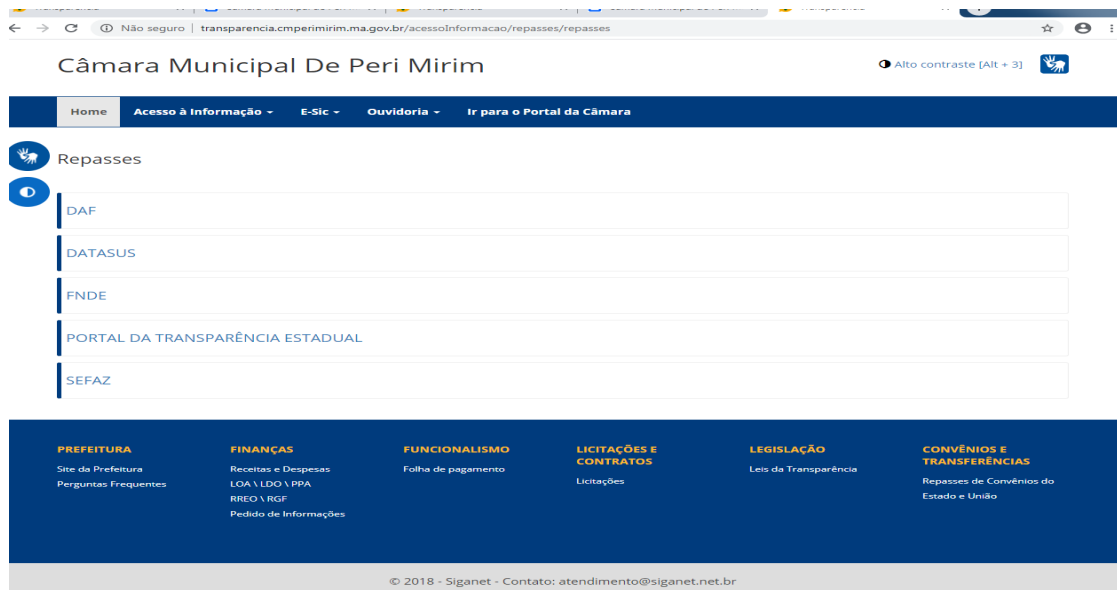 Não seguro | transparencia.cmperimirim.ma.gov.br/acessoInformacao/repasses/repasses
Câmara Municipal De Peri Mirim
Alto contraste [Alt + 3]
Home Acesso à Informação E-Sic Ouvidoria Ir para o Portal da Câmara
Repasses
DAF
DATASUS
FNDE
PORTAL DA TRANSPARÊNCIA ESTADUAL
SEFAZ
PREFEITURA
Site da Prefeitura
Perguntas Frequentes
FINANÇAS
Receitas e Despesas
LOA \ LDO \ PPA
RREO \ RGF
Pedido de Informações
FUNCIONALISMO
Folha de pagamento
LICITAÇÕES E
CONTRATOS
Licitações
LEGISLAÇÃO
Leis da Transparência
CONVÊNIOS E
TRANSFERÊNCIAS
Repasses de Convênios do
Estado e União
© 2018 - Siganet - Contato: atendimento@siganet.net.br